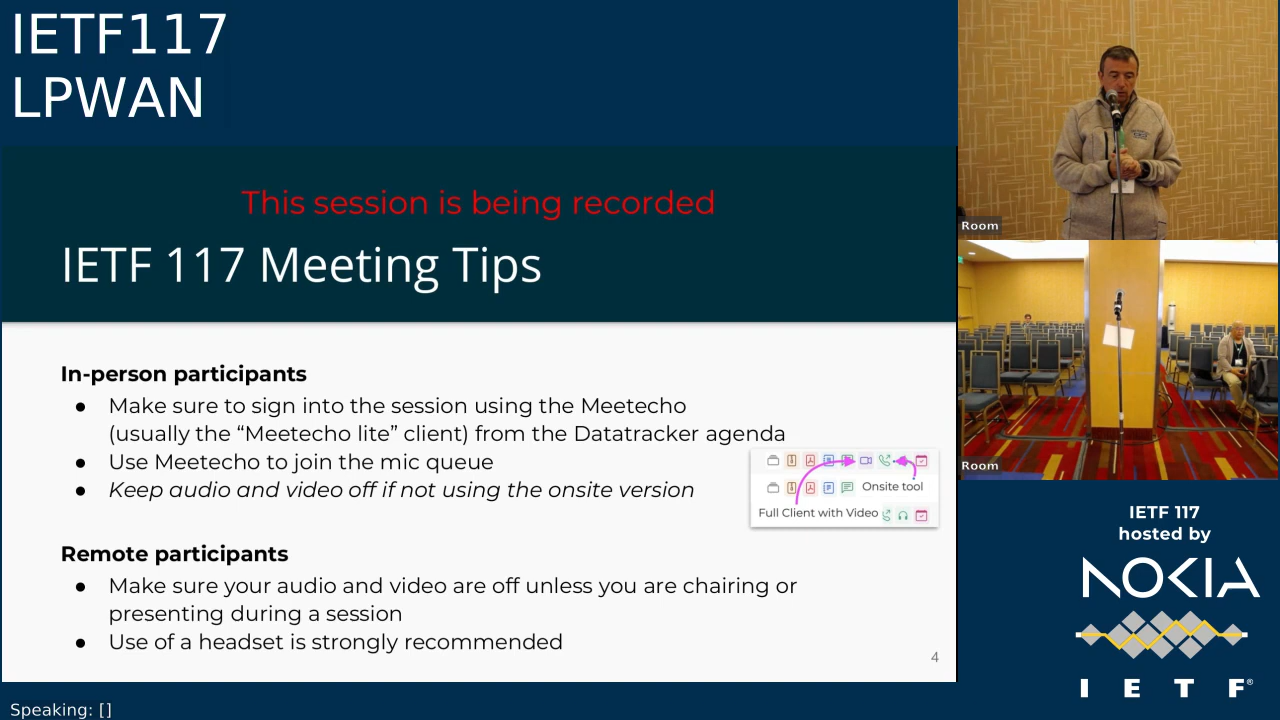 IETF117
LPWAN
This session is being recorded
IETF 117 Meeting Tips
In-person participants
● Make sure to sign into the session using the Meetecho
(usually the “Meetecho lite” client) from the Datatracker agenda
● Use Meetecho to join the mic queue
● Keep audio and video off if not using the onsite version
Onsite tool
Full Client with Video
Remote participants
● Make sure your audio and video are off unless you are chairing or
presenting during a session
● Use of a headset is strongly recommended
4
Room
Room
IETF 117
hosted by
NOKIA
I E T F®
Speaking: []